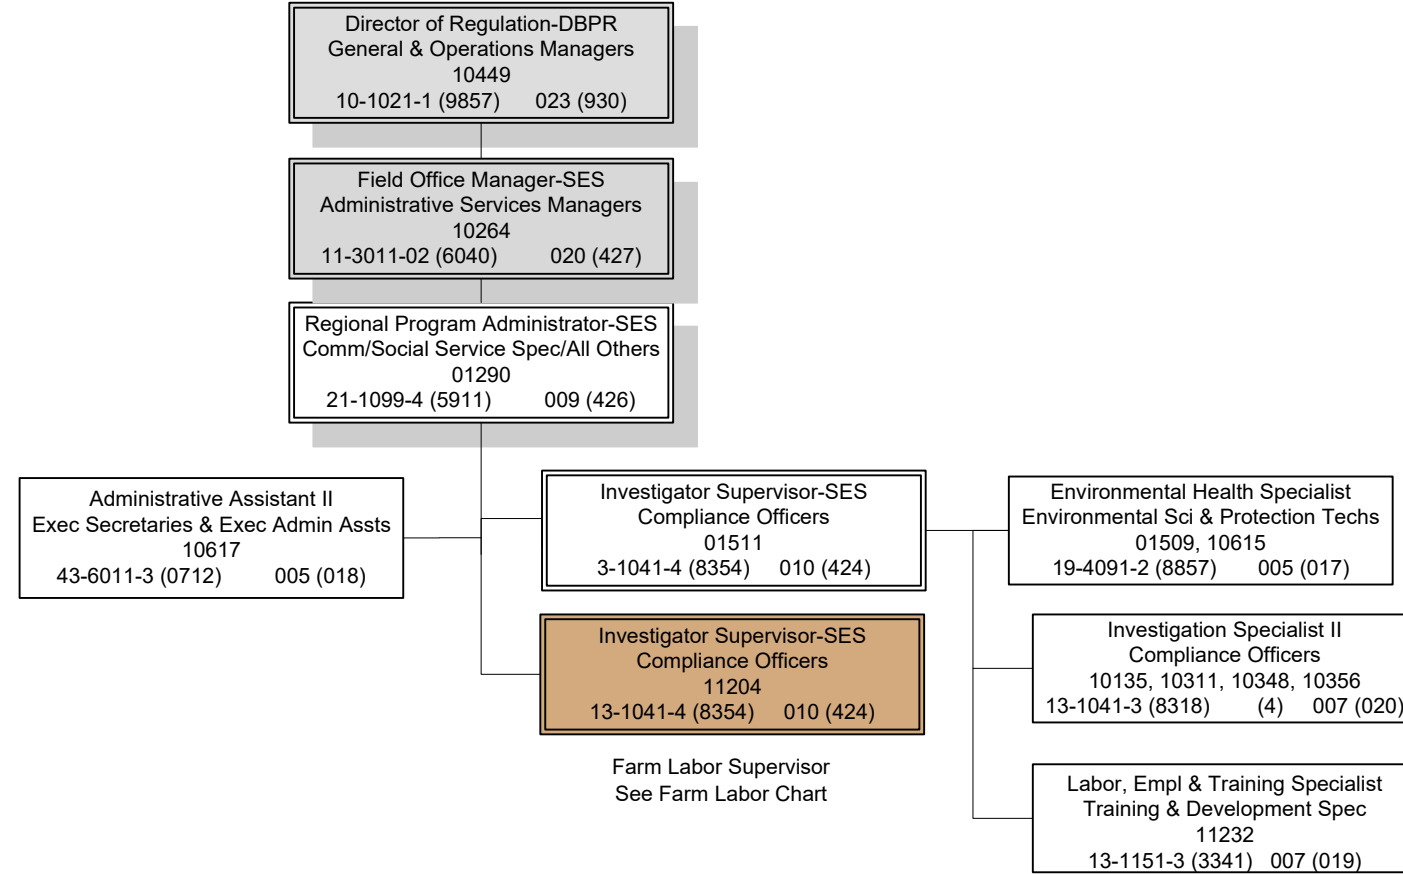 Director of Regulation-DBPR
General & Operations Managers
10449
10-1021-1 (9857) 023 (930)
Field Office Manager-SES
Administrative Services Managers
10264
11-3011-02 (6040) 020 (427)
Regional Program Administrator-SES
Comm/Social Service Spec/All Others
01290
21-1099-4 (5911) 009 (426)
Administrative Assistant II
Exec Secretaries & Exec Admin Assts
10617
43-6011-3 (0712) 005 (018)
Investigator Supervisor-SES
Compliance Officers
01511
3-1041-4 (8354) 010 (424)
Environmental Health Specialist
Environmental Sci & Protection Techs
01509, 10615
19-4091-2 (8857) 005 (017)
Investigator Supervisor-SES
Compliance Officers
11204
13-1041-4 (8354) 010 (424)
Farm Labor Supervisor
See Farm Labor Chart
Investigation Specialist II
Compliance Officers
10135, 10311, 10348, 10356
13-1041-3 (8318) (4) 007 (020)
Labor, Empl & Training Specialist
Training & Development Spec
11232
13-1151-3 (3341) 007 (019)